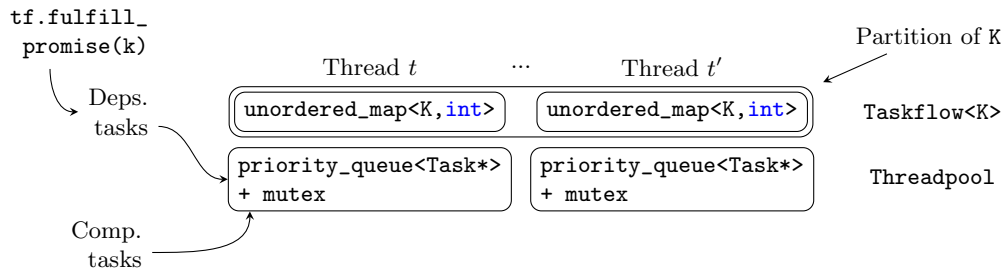 tf.fulfill_
promise(k)
Partition of K
Thread t ... Thread t′
Deps.
tasks
unordered_map<K,int> unordered_map<K,int> Taskflow<K>
priority_queue<Task*>
+ mutex
priority_queue<Task*>
+ mutex
Threadpool
Comp.
tasks